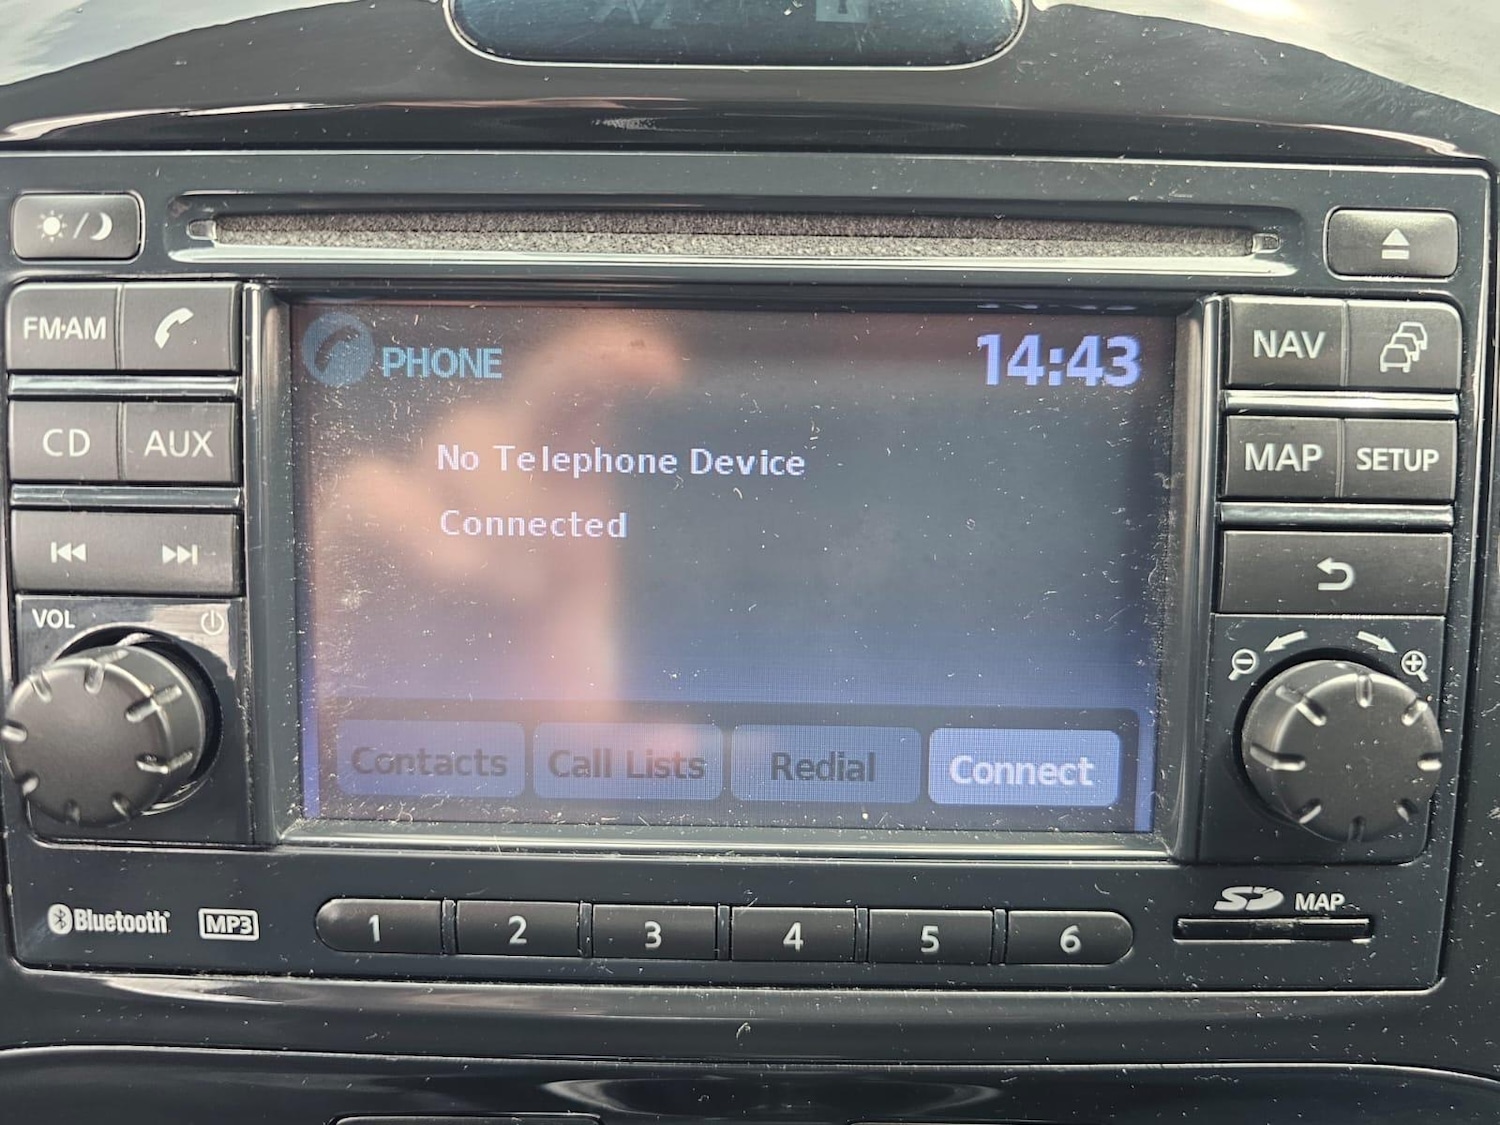 FM·AM
CD AUX
VOL
PHONE
14:43
No Telephone Device
Connected
Contacts Call Lists Redial Connect
NAV
MAP SETUP
Bluetooth MP3
1 2 3 4 5 6
SD MAP